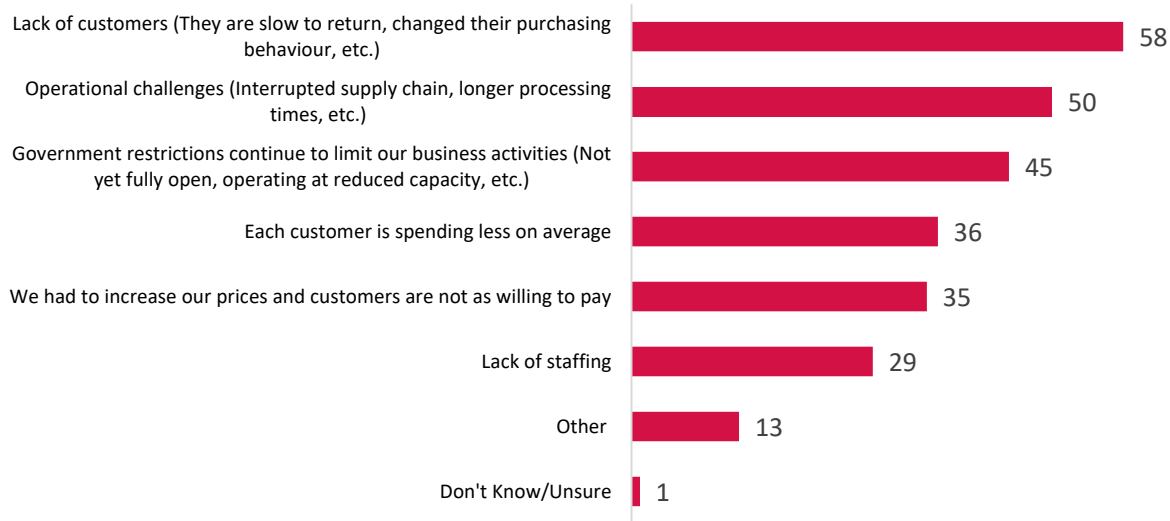 Lack of customers (They are slow to return, changed their purchasing
behaviour, etc.)
58
Operational challenges (Interrupted supply chain, longer processing
times, etc.)
50
Government restrictions continue to limit our business activities (Not
yet fully open, operating at reduced capacity, etc.)
45
Each customer is spending less on average
36
We had to increase our prices and customers are not as willing to pay
35
Lack of staffing
29
Other
13
Don't Know/Unsure
1